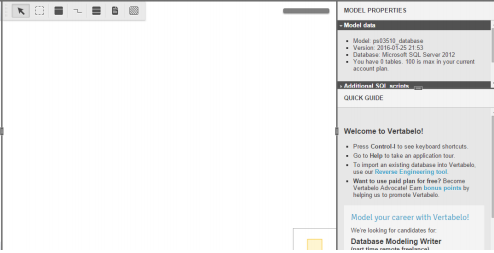 MODEL PROPERTIES
Model data
Model: ps03510_database
Version: 2016-01-25 21:53
Database: Microsoft SQL Server 2012
You have 0 tables. 100 is max in your current
account plan.
Additional SQL scripts
QUICK GUIDE
Welcome to Vertabelo!
Press Control-I to see keyboard shortcuts.
Go to Help to take an application tour.
To import an existing database into Vertabelo,
use our Reverse Engineering tool
Want to use paid plan for free? Become
Vertabelo Advocate! Earn bonus points by
helping us to promote Vertabelo.
Model your career with Vertabelo!
We're looking for candidates for:
Database Modeling Writer
(part time remote freelance)